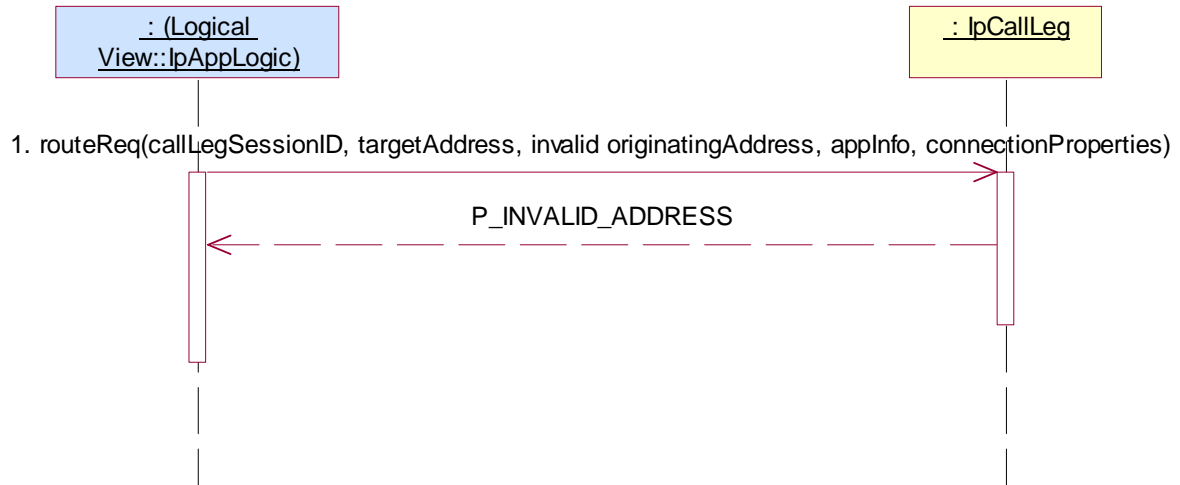 : (Logical
View::IpAppLogic)
: IpCallLeg
1. routeReq(callLegSessionID, targetAddress, invalid originatingAddress, appInfo, connectionProperties)
P_INVALID_ADDRESS